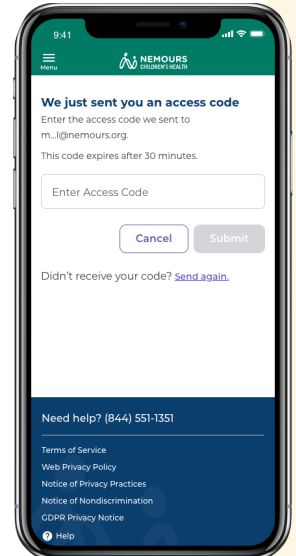 9:41
Menu
NEMOURS
CHILDREN'S HEALTH
We just sent you an access code
Enter the access code we sent to
m...l@nemours.org.
This code expires after 30 minutes.
Enter Access Code
Cancel Submit
Didn't receive your code? Send again.
Need help? (844) 551-1351
Terms of Service
Web Privacy Policy
Notice of Privacy Practices
Notice of Nondiscrimination
GDPR Privacy Notice
? Help